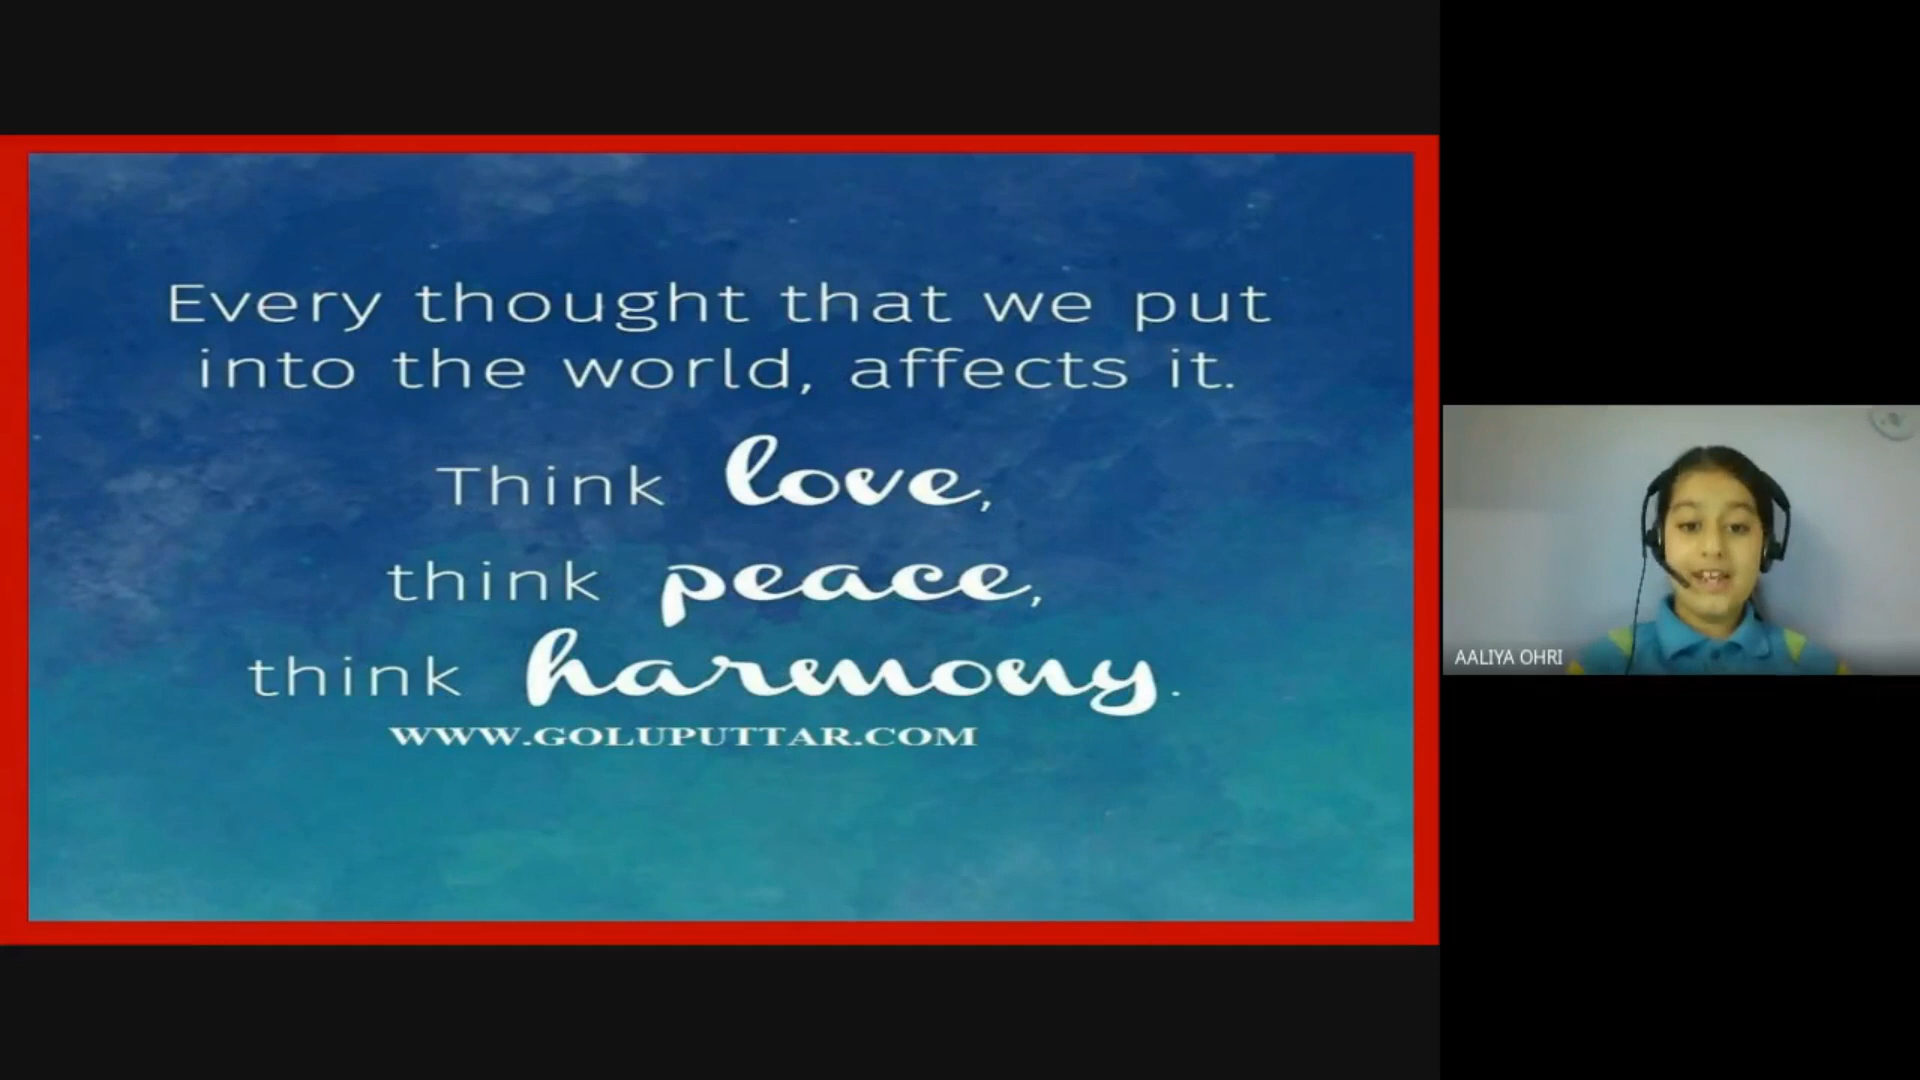 Every thought that we put
into the world, affects it.
Think love,
think peace,
think harmony.
WWW.GOLUPUTTAR.COM
AALIYA OHRI